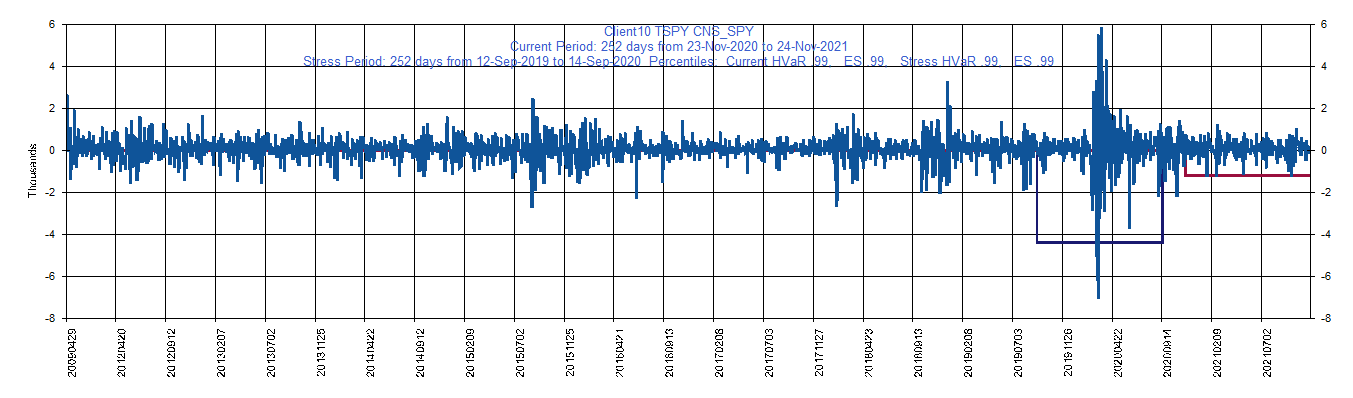 Client10 TSPY CNS_SPY
Current Period: 252 days from 23-Nov-2020 to 24-Nov-2021
Stress Period: 252 days from 12-Sep-2019 to 14-Sep-2020 Percentiles: Current HVaR .99, ES .99, Stress HVaR .99, ES .99
6 6
4 4
2 2
0 0
-2 -2
-4 -4
-6 -6
-8 -8
Thousands
20090429 20120420 20120912 20130207 20130702 20131125 20141422 20140912 20150209 20150702 20151125 20160421 20160913 20170208 20170703 20171127 20180423 20180913 20190208 20190703 20191126 20200422 20200914 20210209 20210702